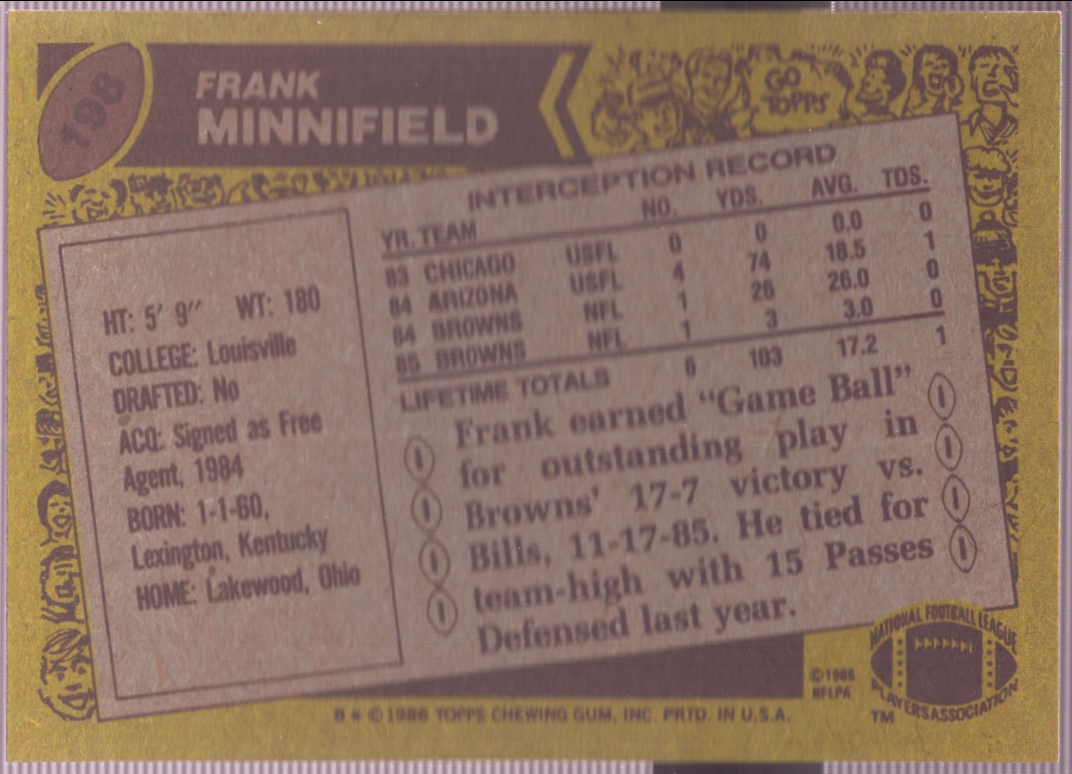 198
FRANK
MINNIFIELD
GO
TOPPS
INTERCEPTION RECORD
YR. TEAM NO. YDS. AVG. TDS.
83 CHICAGO USFL 0 0 0.0 0
84 ARIZONA USFL 4 74 18.5 1
84 BROWNS NFL 1 26 26.0 0
85 BROWNS NFL 1 3 3.0 0
LIFETIME TOTALS 6 103 17.2 1
HT: 5' 9" WT: 180
COLLEGE: Louisville
DRAFTED: No
ACQ: Signed as Free
Agent, 1984
BORN: 1-1-60,
Lexington, Kentucky
HOME: Lakewood, Ohio
Frank earned "Game Ball"
for outstanding play in
Browns' 17-7 victory vs.
Bills, 11-17-85. He tied for
team-high with 15 Passes
Defensed last year.
©1986
NFLPA
NATIONAL FOOTBALL LEAGUE
PLAYERS ASSOCIATION
TM
B * © 1986 TOPPS CHEWING GUM, INC. PRTD. IN U.S.A.